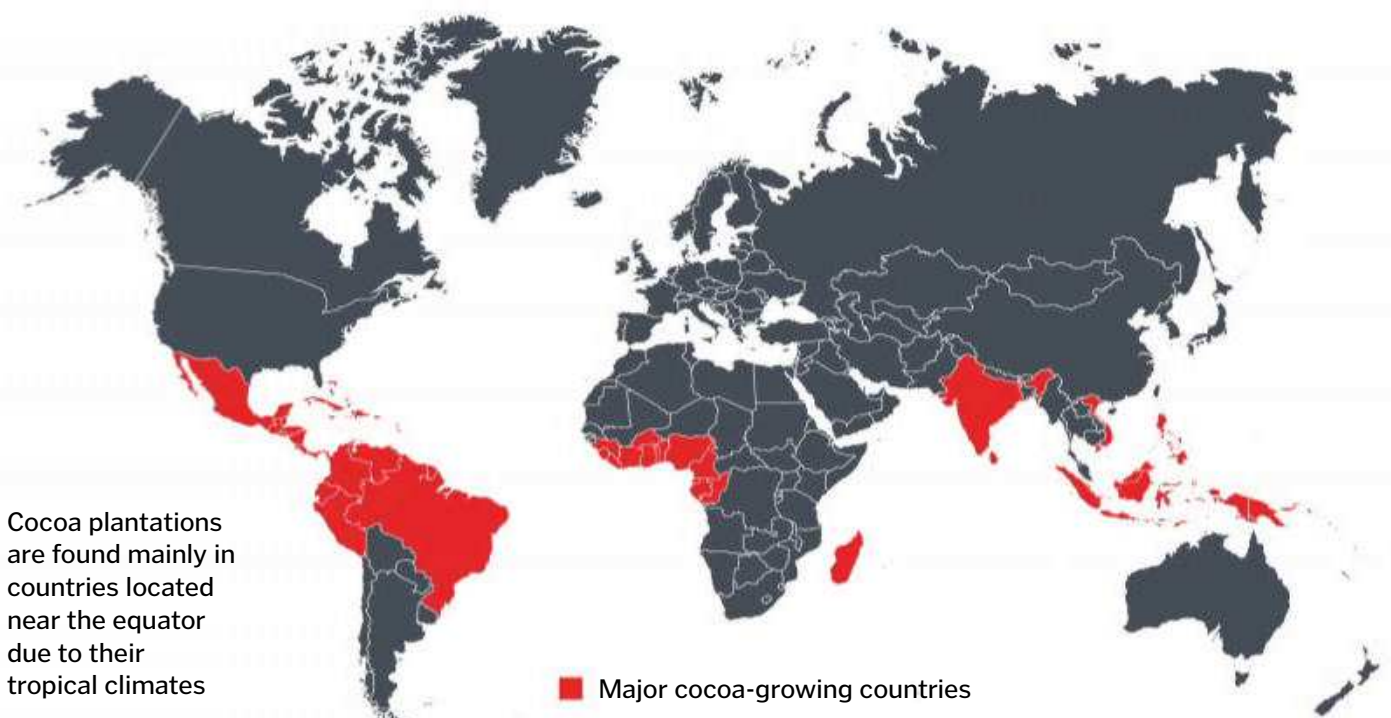 Cocoa plantations
are found mainly in
countries located
near the equator
due to their
tropical climates
Major cocoa-growing countries